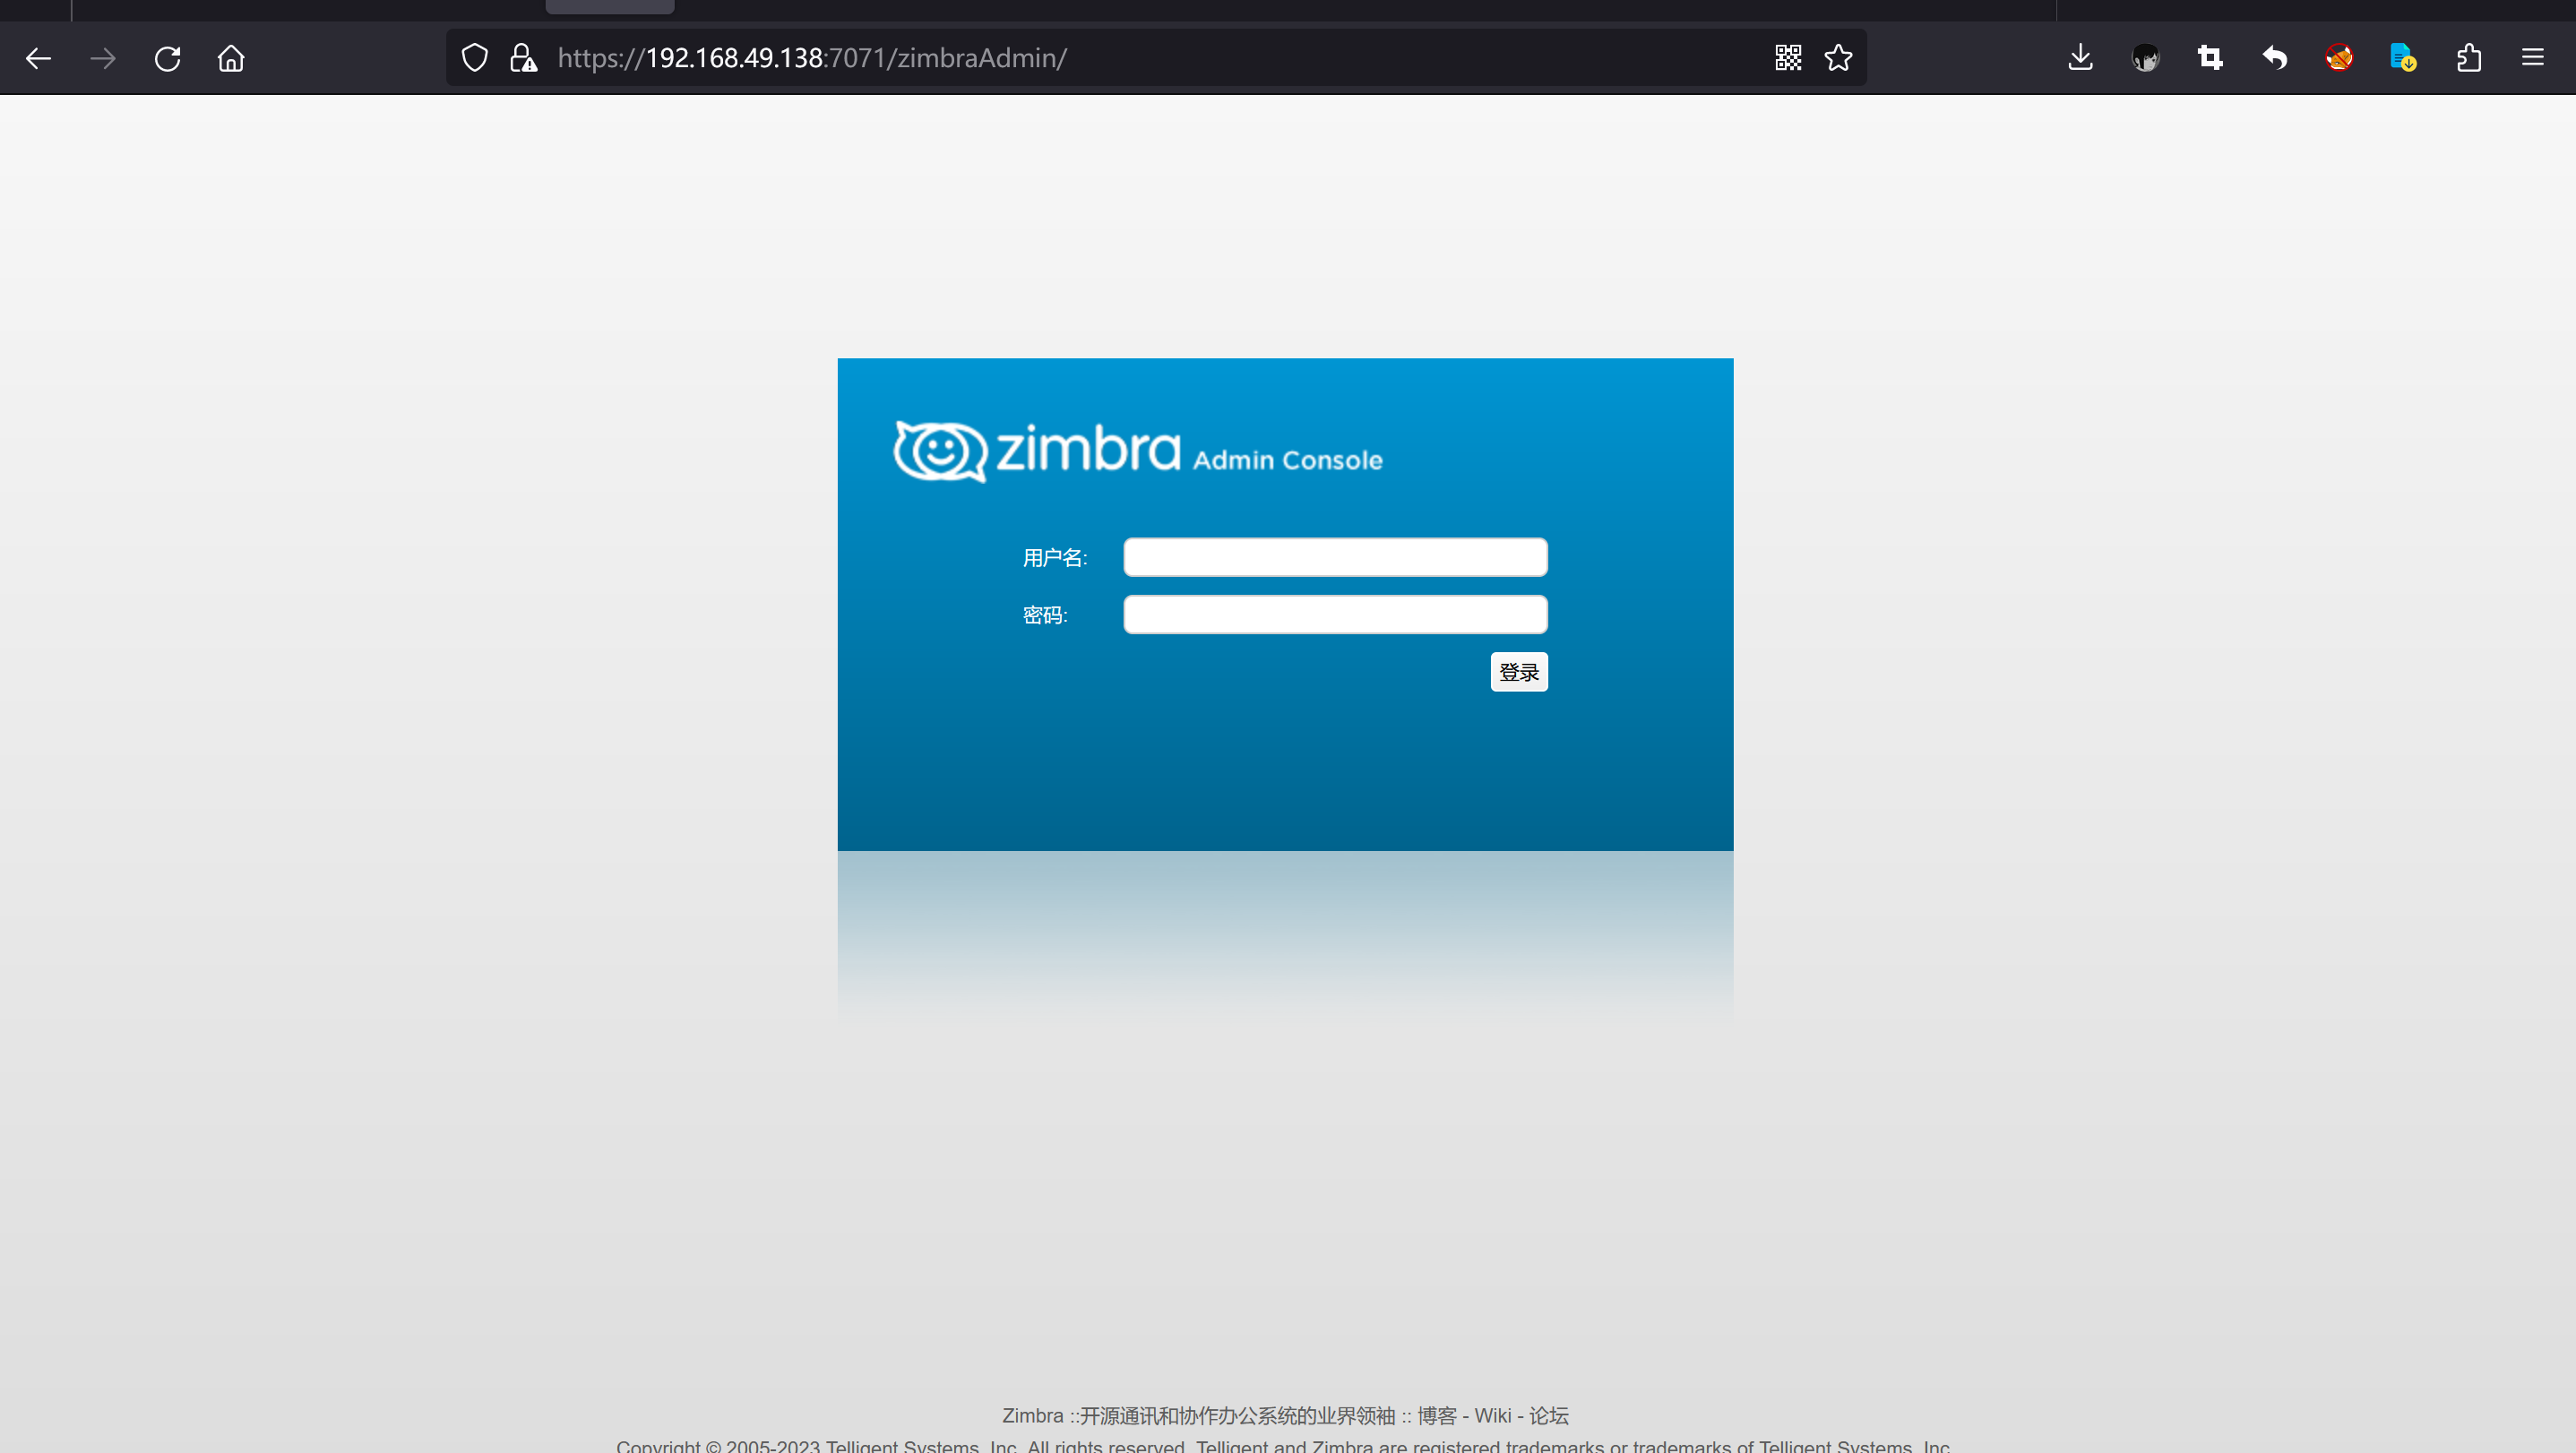 https://192.168.49.138:7071/zimbraAdmin/
zimbra Admin Console
用户名:
密码:
登录
Zimbra ::开源通讯和协作办公系统的业界领袖 :: 博客 - Wiki - 论坛
Copyright © 2005-2023 Telligent Systems, Inc. All rights reserved. Telligent and Zimbra are registered trademarks or trademarks of Telligent Systems, Inc.